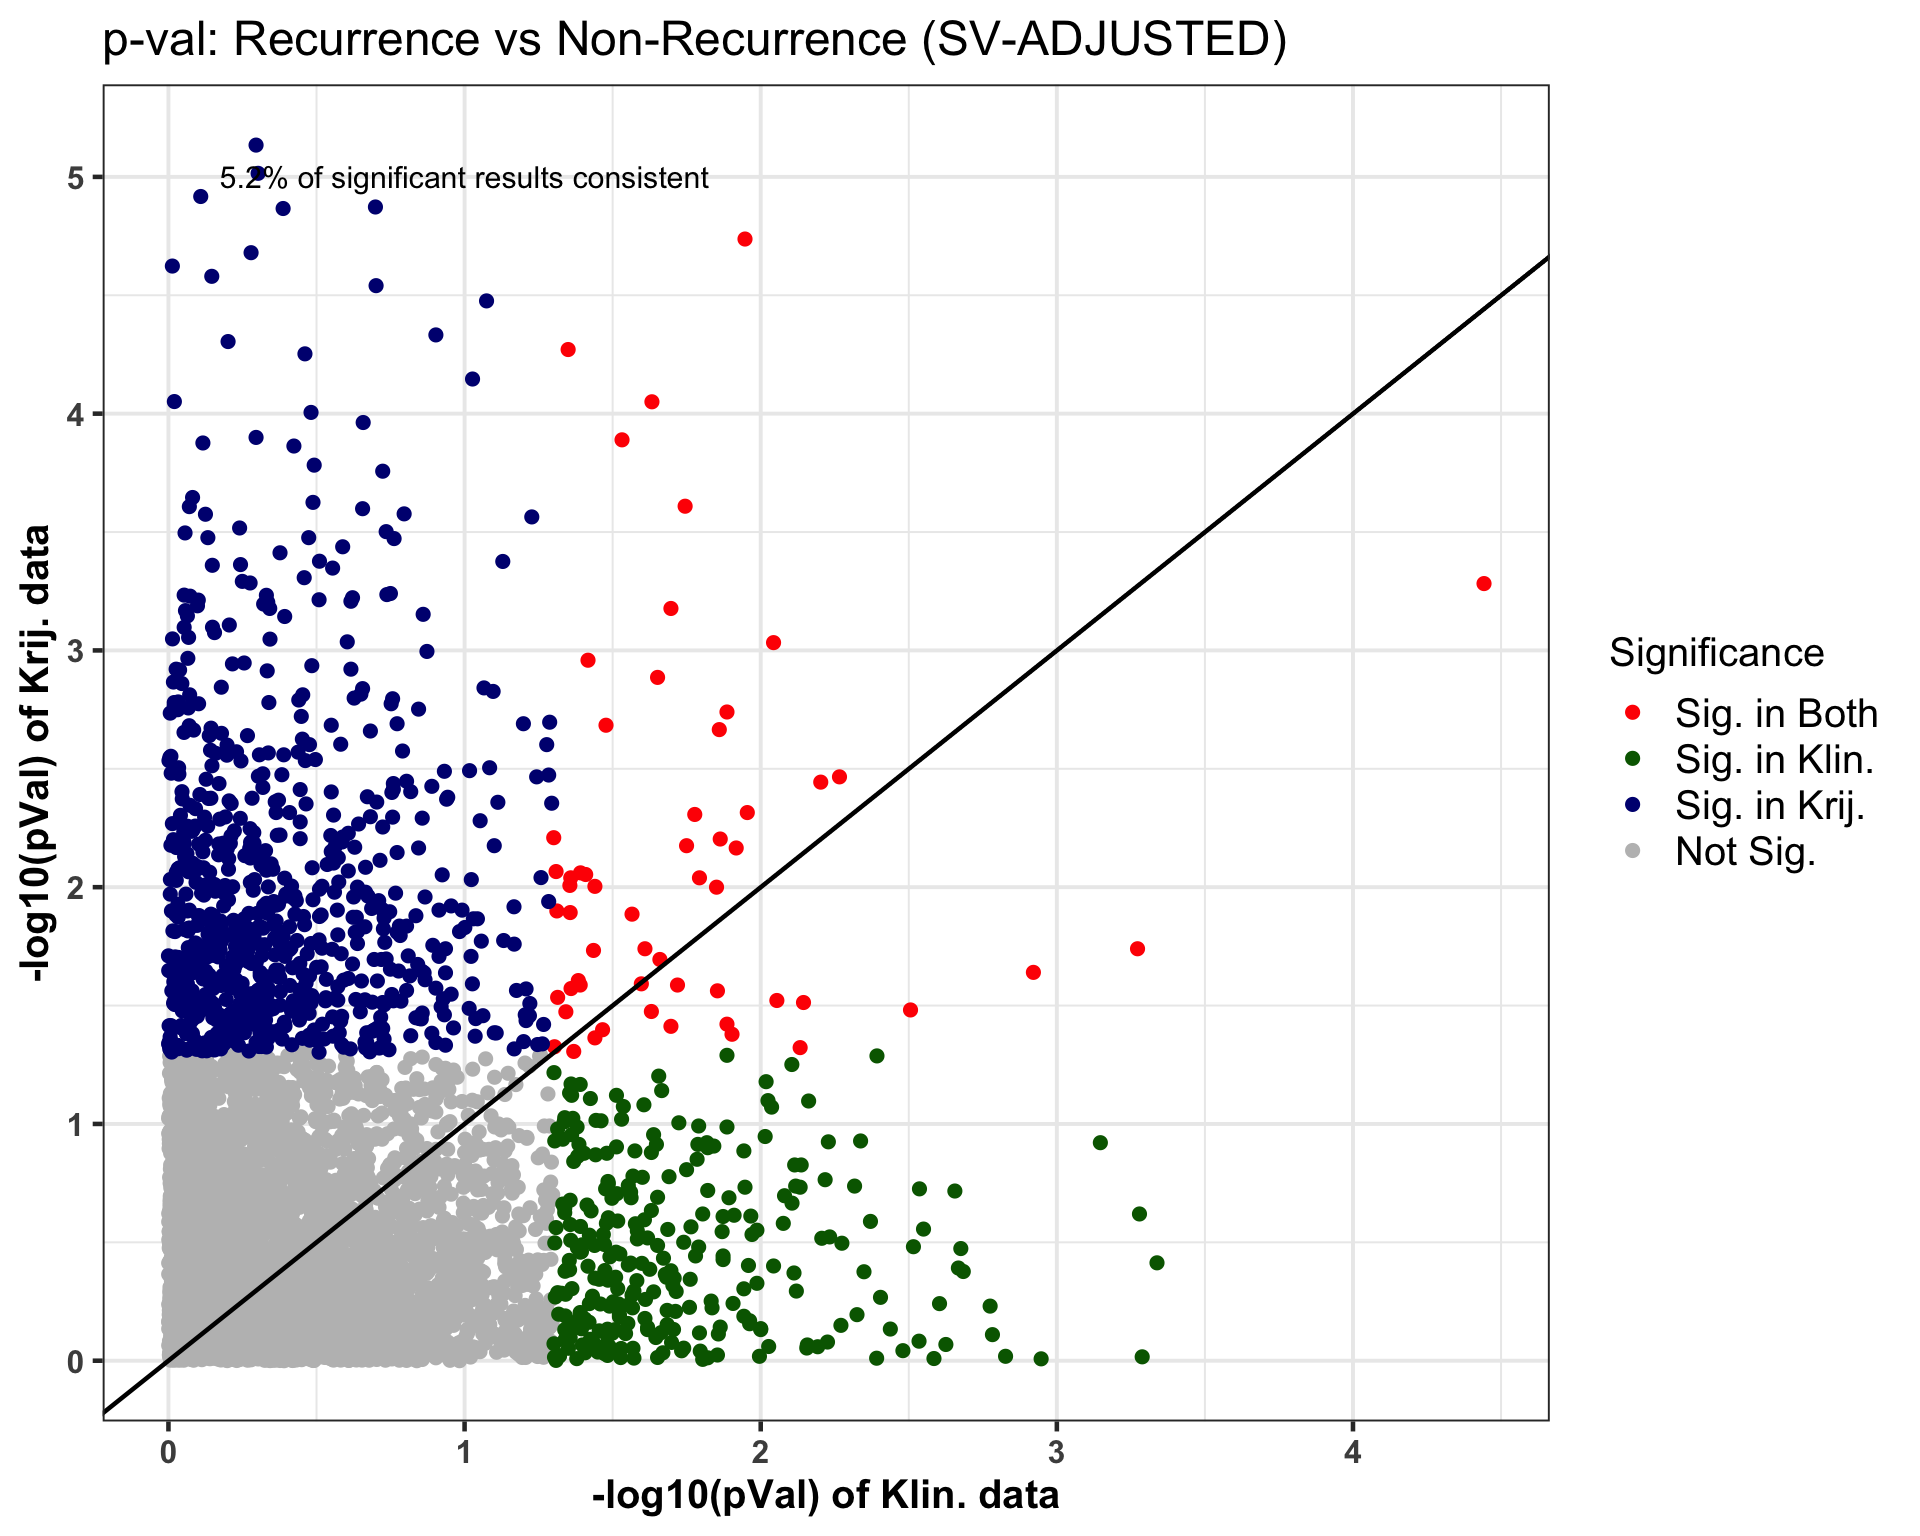 p-val: Recurrence vs Non-Recurrence (SV-ADJUSTED)
5.2% of significant results consistent
5
4
3
2
1
0
-log10(pVal) of Krij. data
0 1 2 3 4
-log10(pVal) of Klin. data
Significance
Sig. in Both
Sig. in Klin.
Sig. in Krij.
Not Sig.